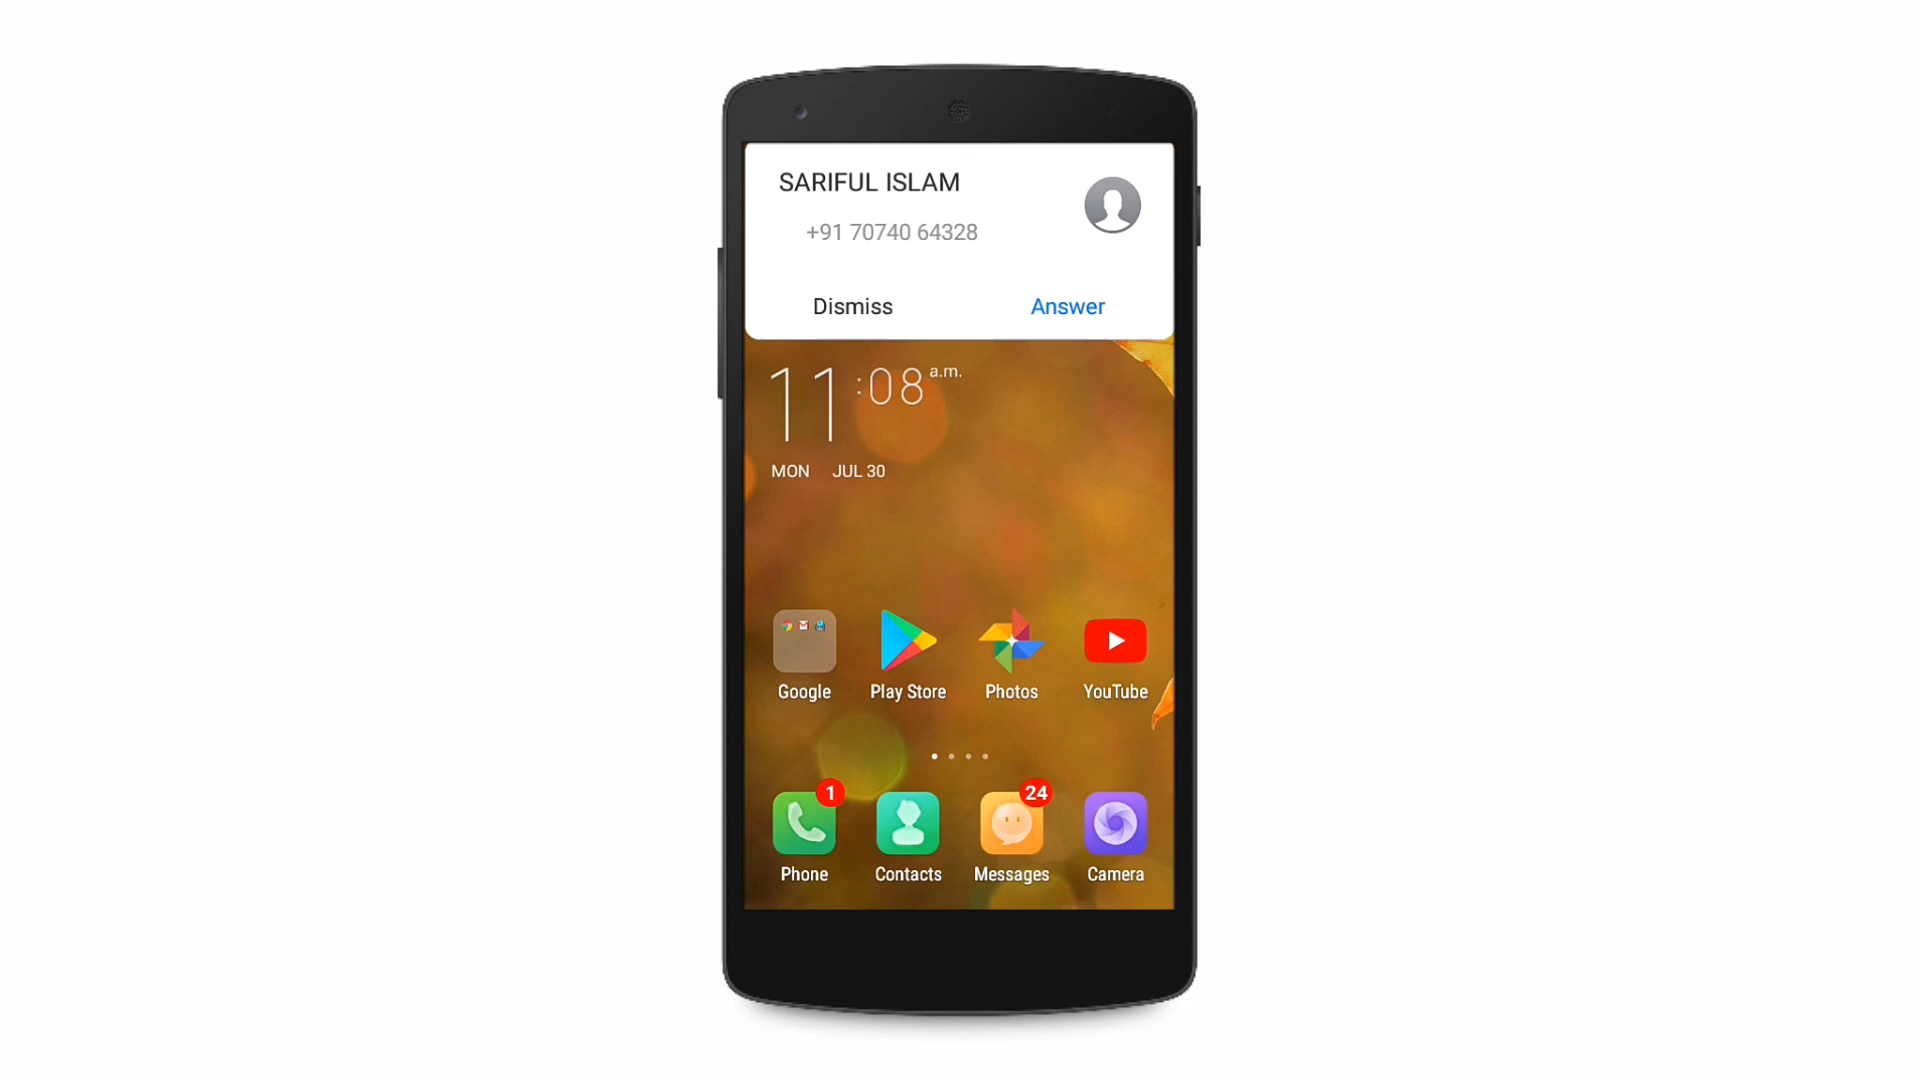 SARIFUL ISLAM
+91 70740 64328
Dismiss Answer
11:08 a.m.
MON JUL 30
Google Play Store Photos YouTube
1 24
Phone Contacts Messages Camera